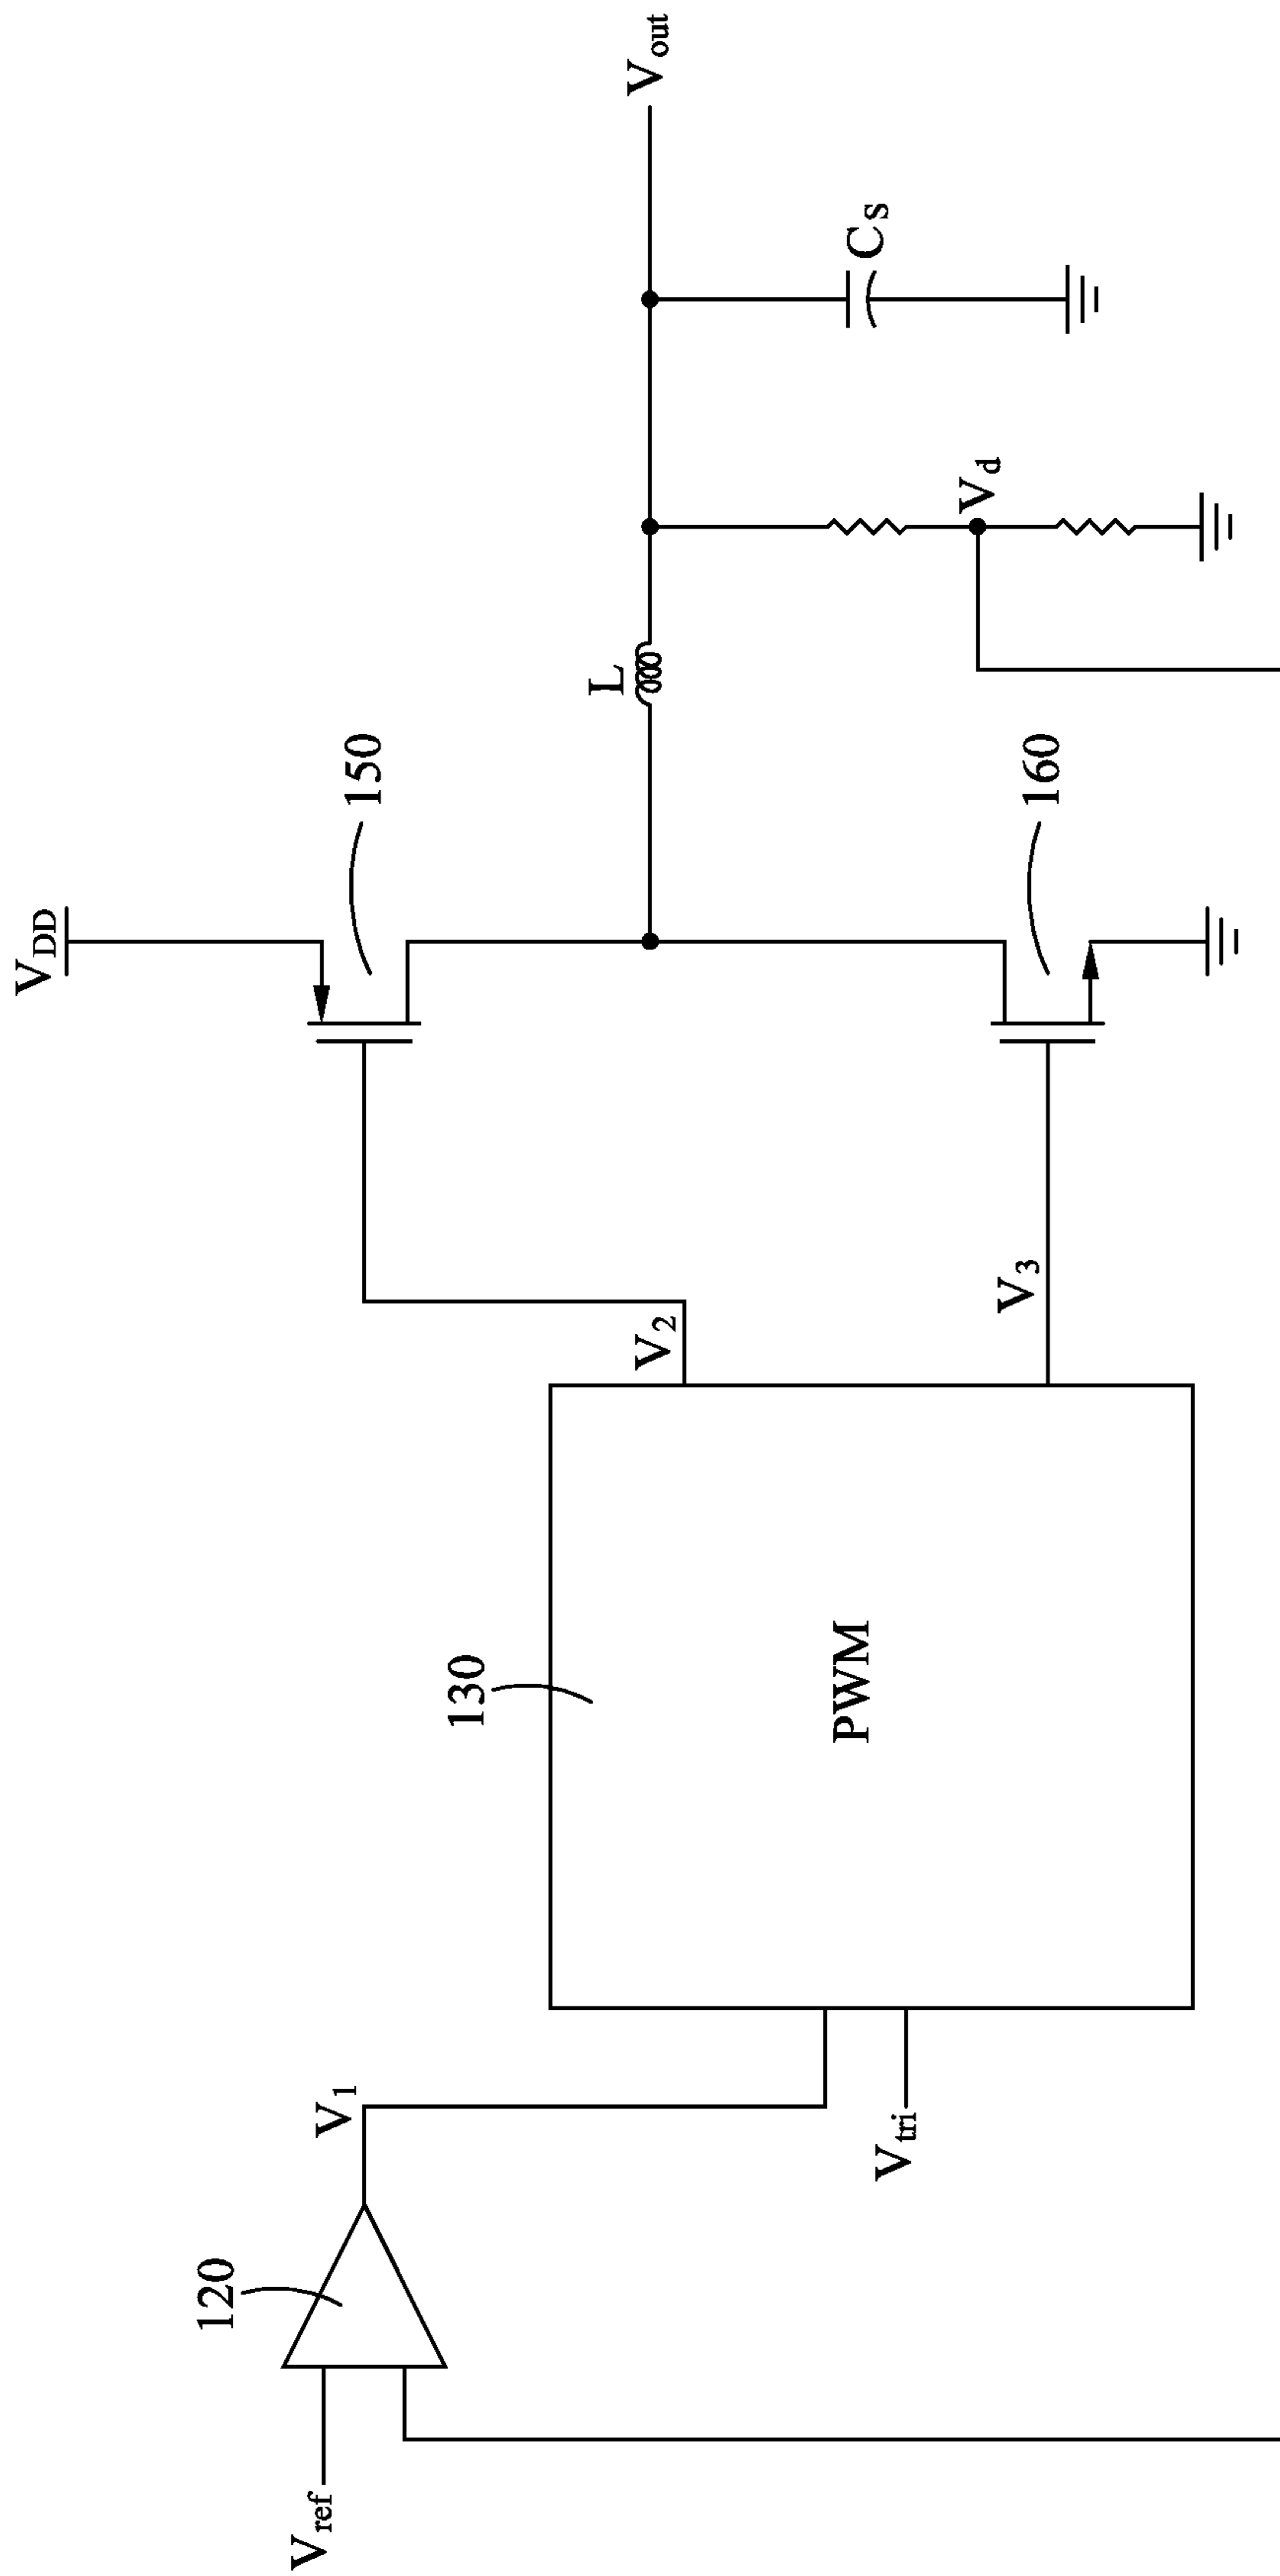 V_DD
150
L
V_out
C_S
V_d
160
V_2
V_3
130
PWM
V_1
V_tri
120
V_ref